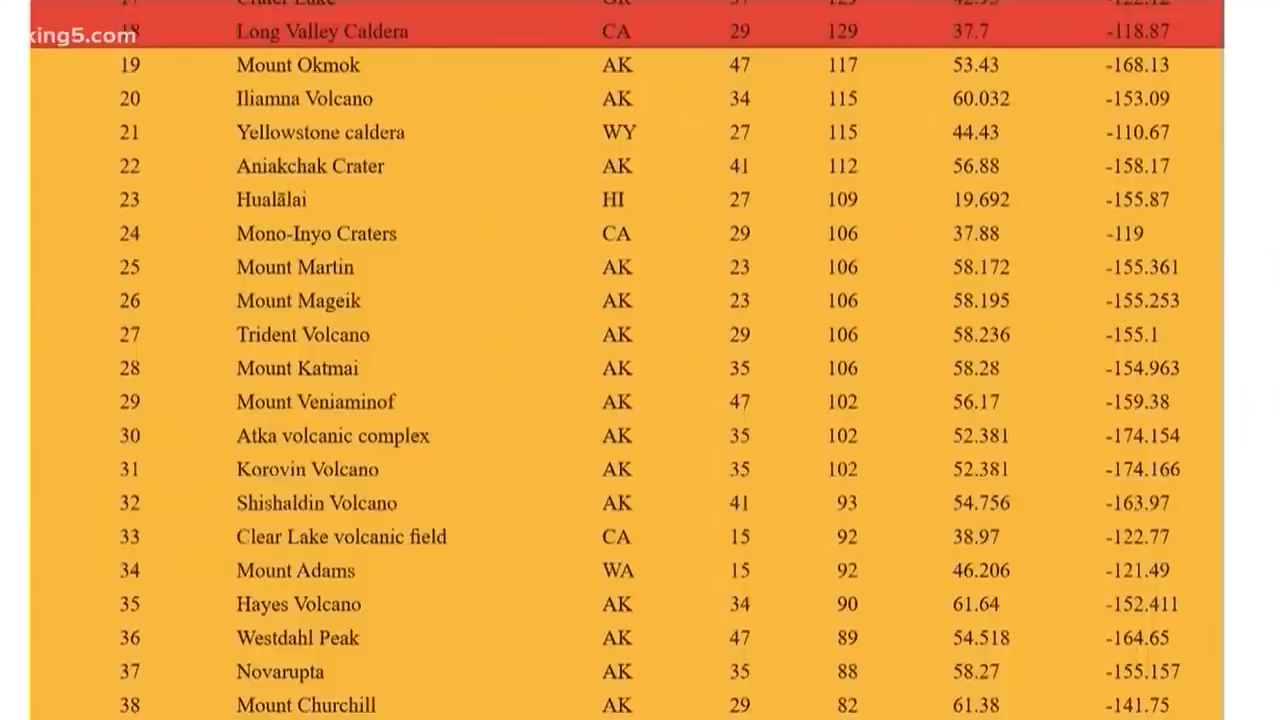 17 Crater Lake OR 37 129 42.93 -122.12
king5.com
18 Long Valley Caldera CA 29 129 37.7 -118.87
19 Mount Okmok AK 47 117 53.43 -168.13
20 Iliamna Volcano AK 34 115 60.032 -153.09
21 Yellowstone caldera WY 27 115 44.43 -110.67
22 Aniakchak Crater AK 41 112 56.88 -158.17
23 Hualālai HI 27 109 19.692 -155.87
24 Mono-Inyo Craters CA 29 106 37.88 -119
25 Mount Martin AK 23 106 58.172 -155.361
26 Mount Mageik AK 23 106 58.195 -155.253
27 Trident Volcano AK 29 106 58.236 -155.1
28 Mount Katmai AK 35 106 58.28 -154.963
29 Mount Veniaminof AK 47 102 56.17 -159.38
30 Atka volcanic complex AK 35 102 52.381 -174.154
31 Korovin Volcano AK 35 102 52.381 -174.166
32 Shishaldin Volcano AK 41 93 54.756 -163.97
33 Clear Lake volcanic field CA 15 92 38.97 -122.77
34 Mount Adams WA 15 92 46.206 -121.49
35 Hayes Volcano AK 34 90 61.64 -152.411
36 Westdahl Peak AK 47 89 54.518 -164.65
37 Novarupta AK 35 88 58.27 -155.157
38 Mount Churchill AK 29 82 61.38 -141.75